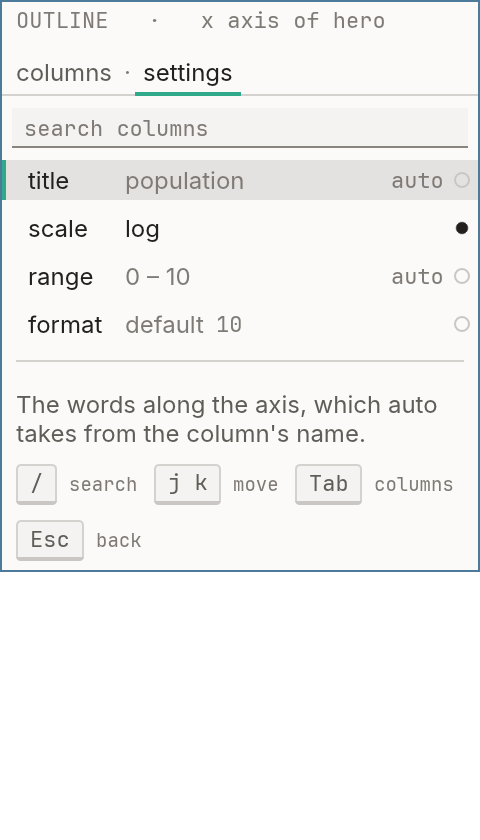 OUTLINE · x axis of hero
columns · settings
search columns
title population auto
scale log
range 0 – 10 auto
format default 10
The words along the axis, which auto
takes from the column's name.
/ search j k move Tab columns
Esc back